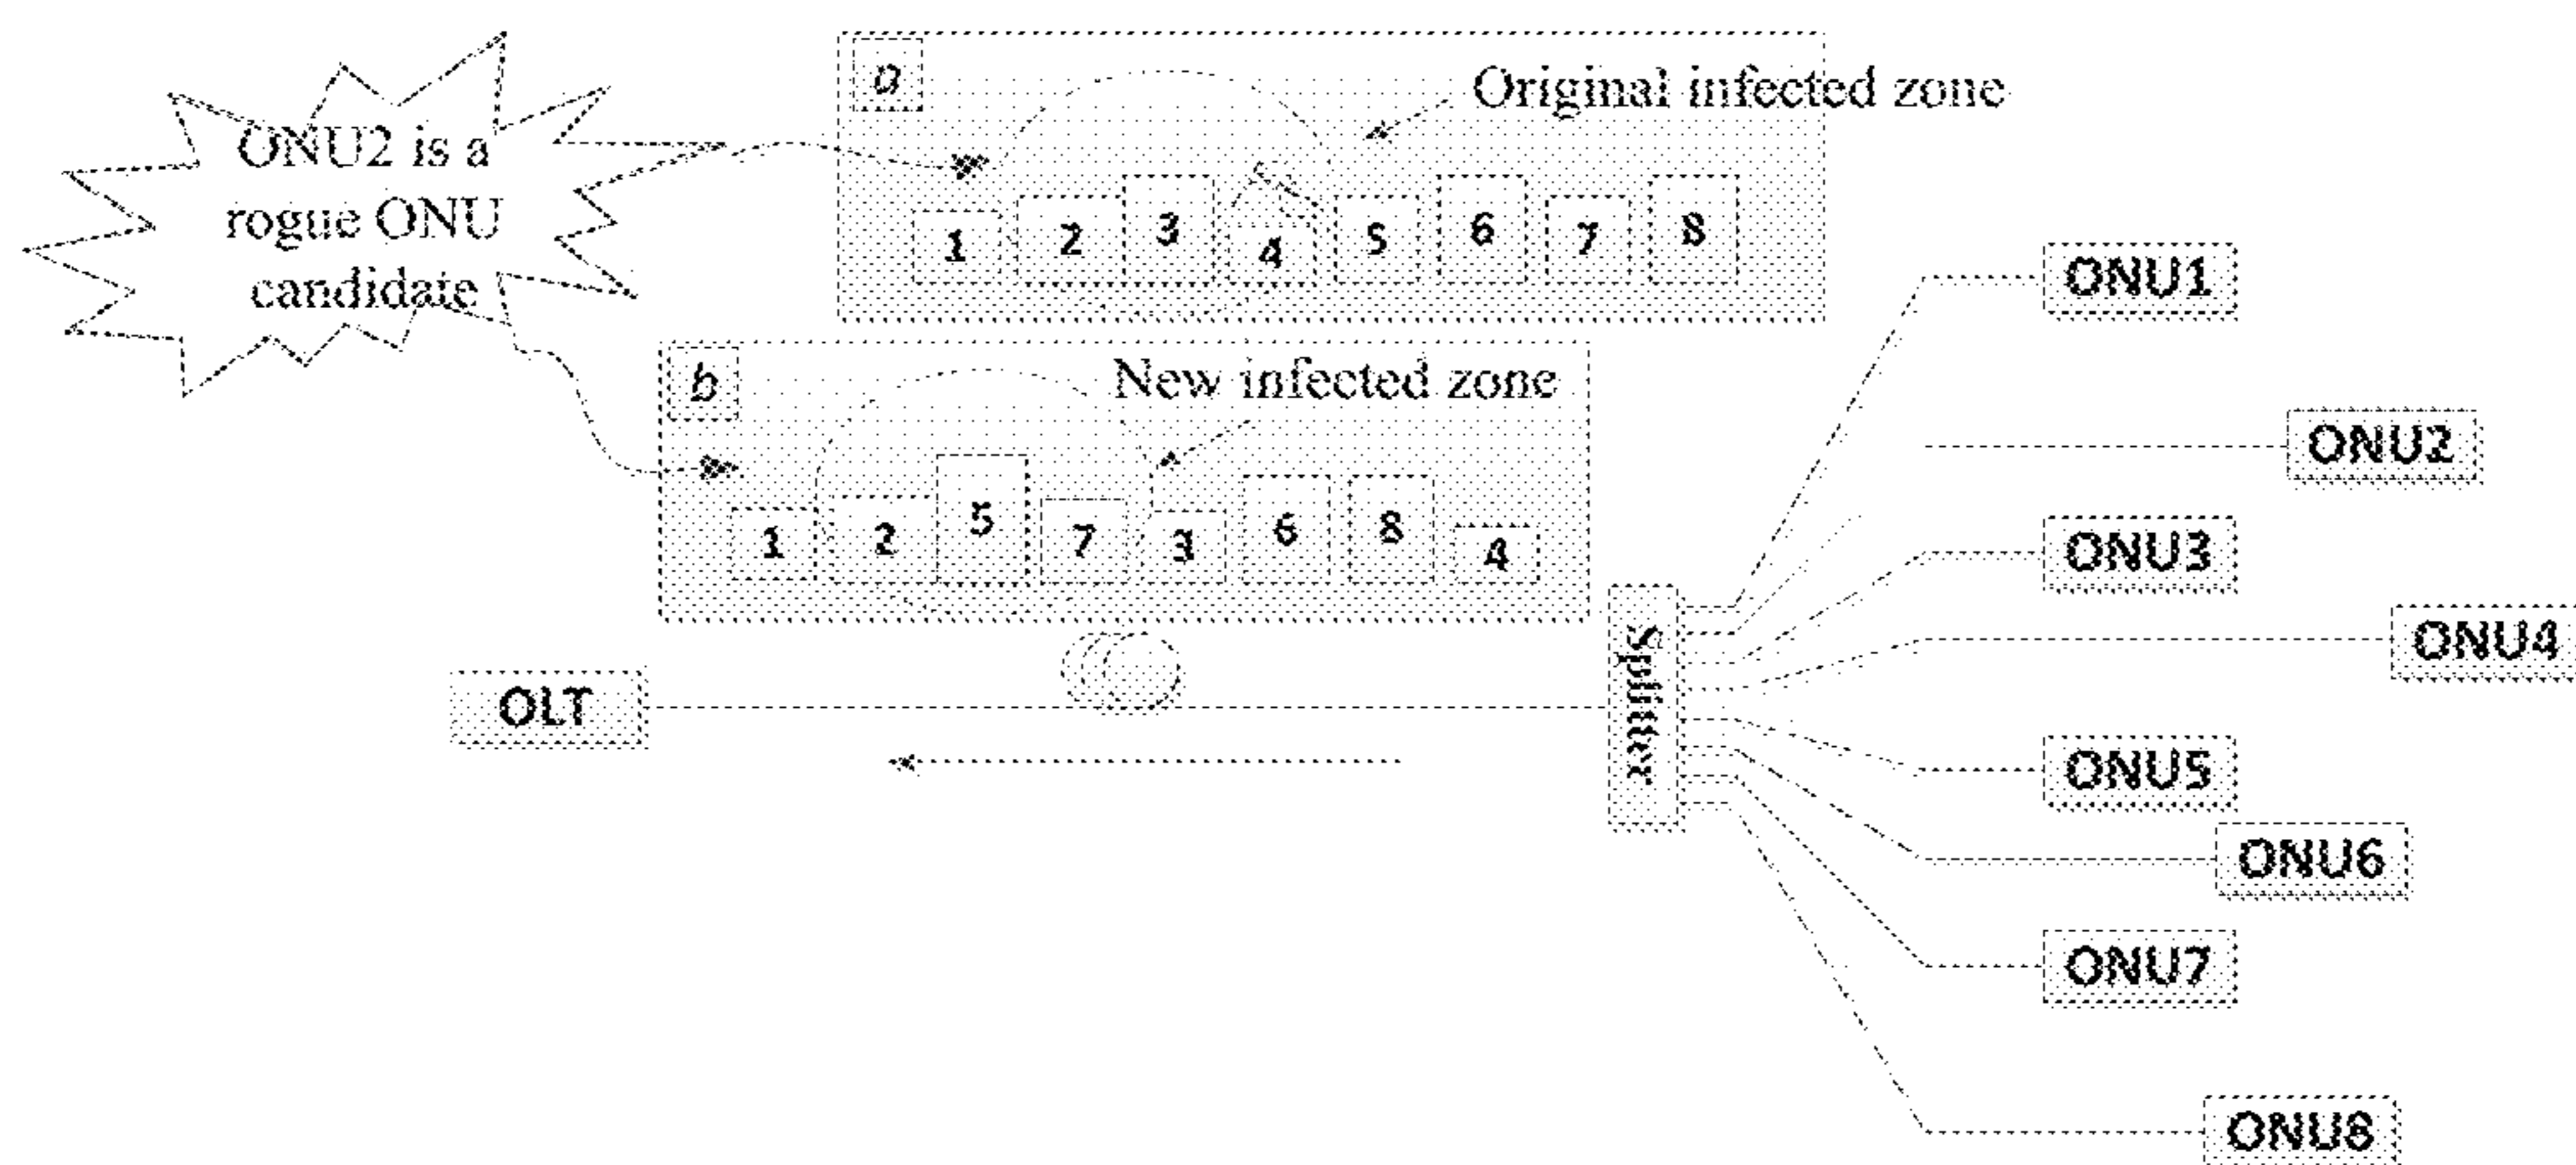 ONU2 is a
rogue ONU
candidate
a
Original infected zone
1 2 3 4 5 6 7 8
b
New infected zone
1 2 5 7 3 6 8 4
OLT
Splitter
ONU1
ONU2
ONU3
ONU4
ONU5
ONU6
ONU7
ONU8